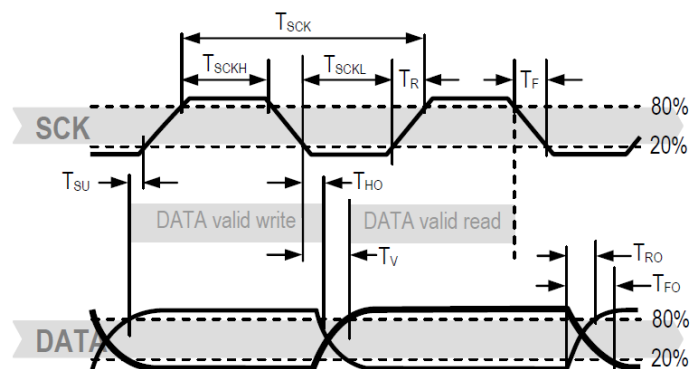 TSCK
TSCKH TSCKL TR TF
80%
SCK
20%
TSU THO
DATA valid write DATA valid read
TV TRO
TFO
80%
DATA
20%